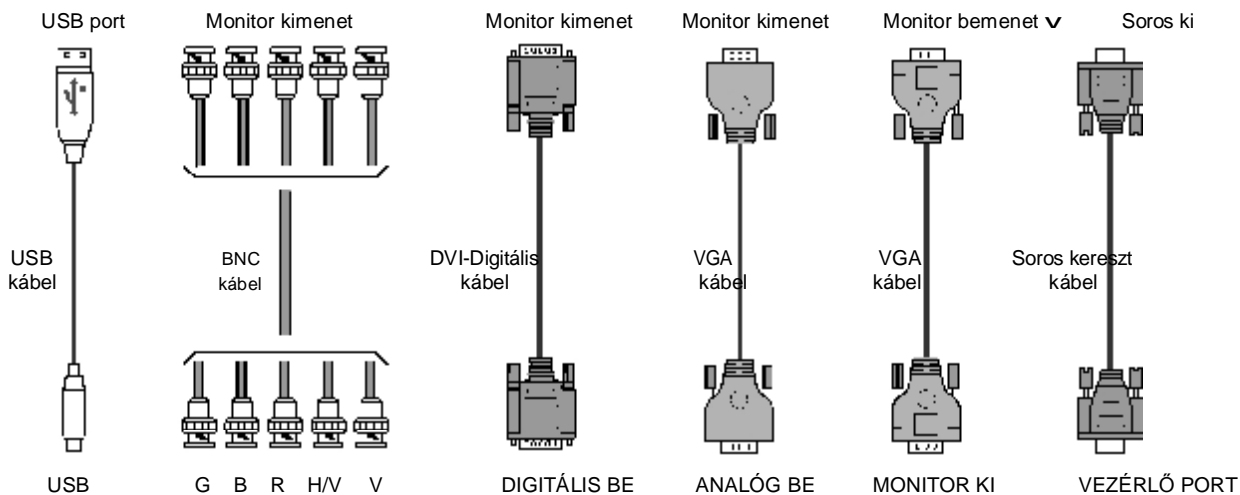 USB port Monitor kimenet Monitor kimenet Monitor kimenet Monitor bemenet v Soros ki
USB kábel
BNC kábel
DVI-Digitális kábel
VGA kábel
VGA kábel
Soros kereszt kábel
USB G B R H/V V DIGITÁLIS BE ANALÓG BE MONITOR KI VEZÉRLŐ PORT